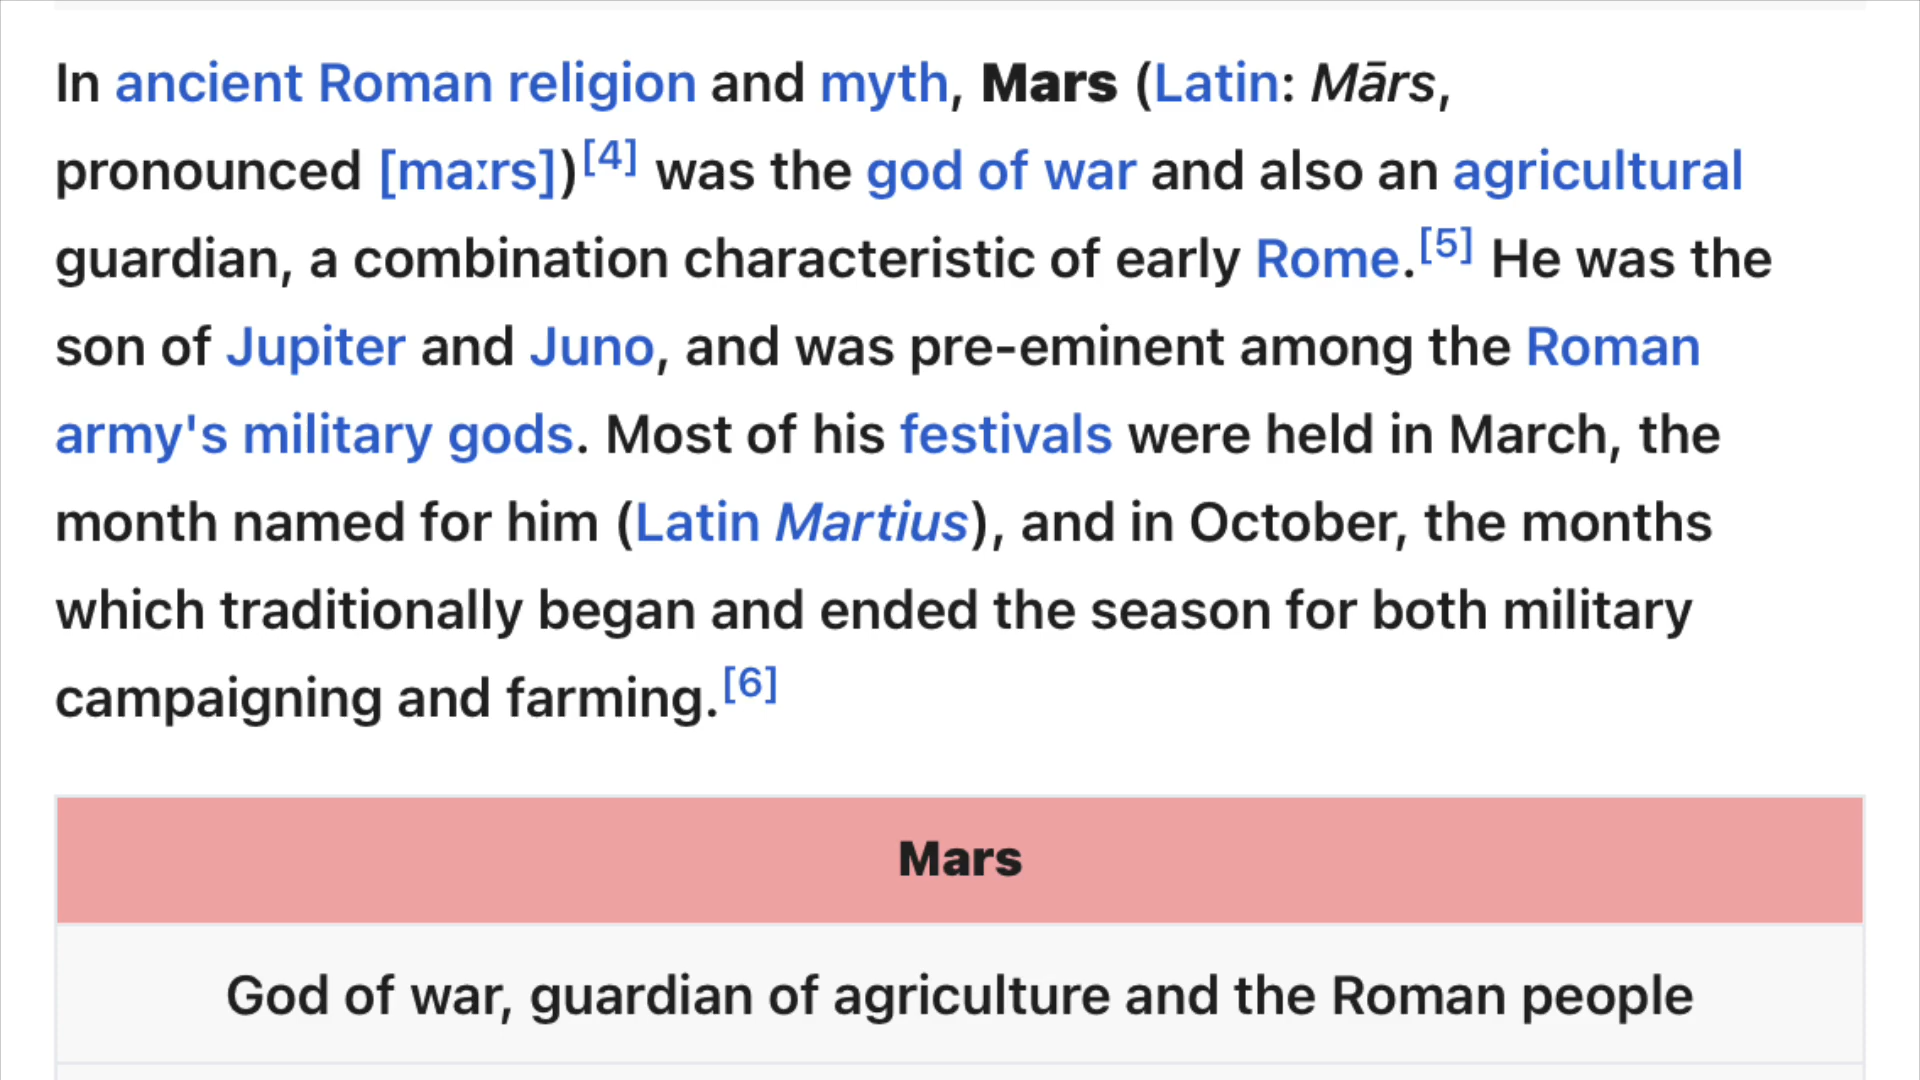 In ancient Roman religion and myth, Mars (Latin: Mārs,
pronounced [maːrs])[4] was the god of war and also an agricultural
guardian, a combination characteristic of early Rome.[5] He was the
son of Jupiter and Juno, and was pre-eminent among the Roman
army's military gods. Most of his festivals were held in March, the
month named for him (Latin Martius), and in October, the months
which traditionally began and ended the season for both military
campaigning and farming.[6]
Mars
God of war, guardian of agriculture and the Roman people